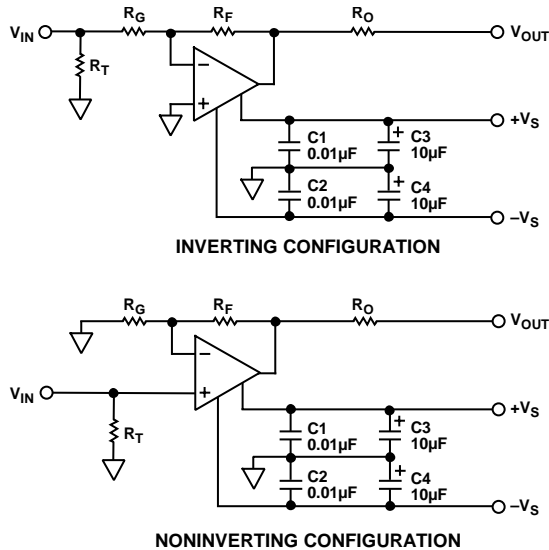 V_IN R_G R_F R_O V_OUT
R_T
−
+
+V_S
C1 0.01µF + C3 10µF
C2 0.01µF + C4 10µF
−V_S
INVERTING CONFIGURATION
R_G R_F R_O V_OUT
−
V_IN +
R_T
+V_S
C1 0.01µF + C3 10µF
C2 0.01µF + C4 10µF
−V_S
NONINVERTING CONFIGURATION